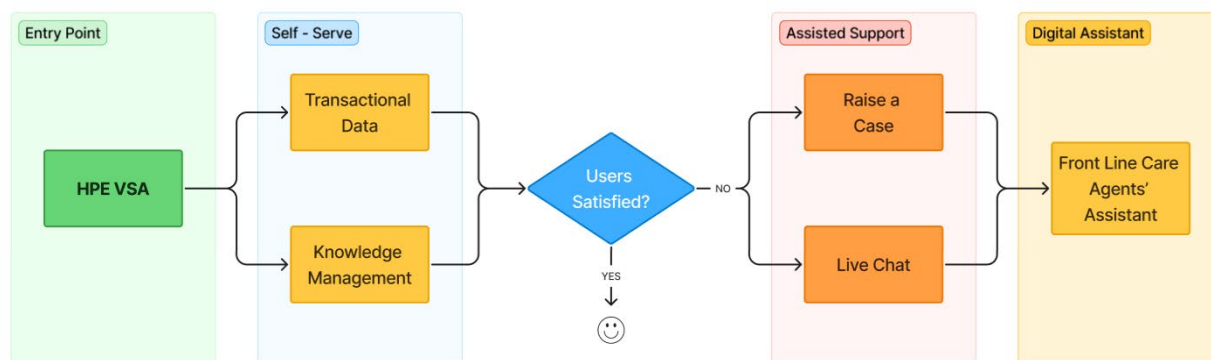 Entry Point
HPE VSA
Self - Serve
Transactional
Data
Knowledge
Management
Users
Satisfied?
NO
YES
Assisted Support
Raise a
Case
Live Chat
Digital Assistant
Front Line Care
Agents’
Assistant